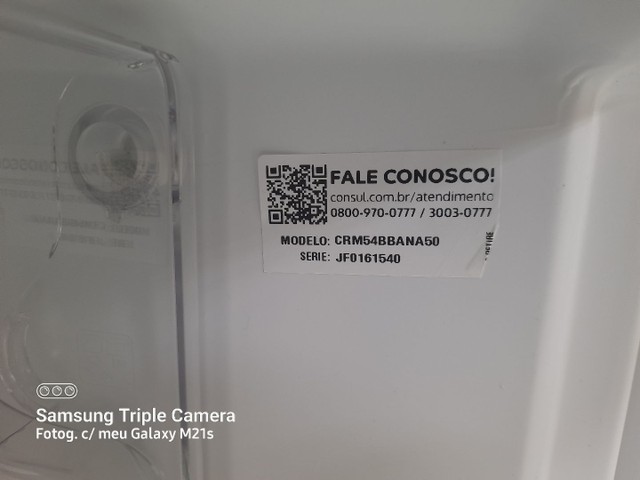 FALE CONOSCO!
consul.com.br/atendimento
0800-970-0777 / 3003-0777
MODELO: CRM54BBANA50
SERIE: JF0161540
Samsung Triple Camera
Fotog. c/ meu Galaxy M21s